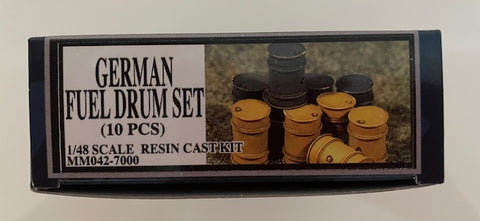 GERMAN
FUEL DRUM SET
(10 PCS)
1/48 SCALE RESIN CAST KIT
MM042-7000